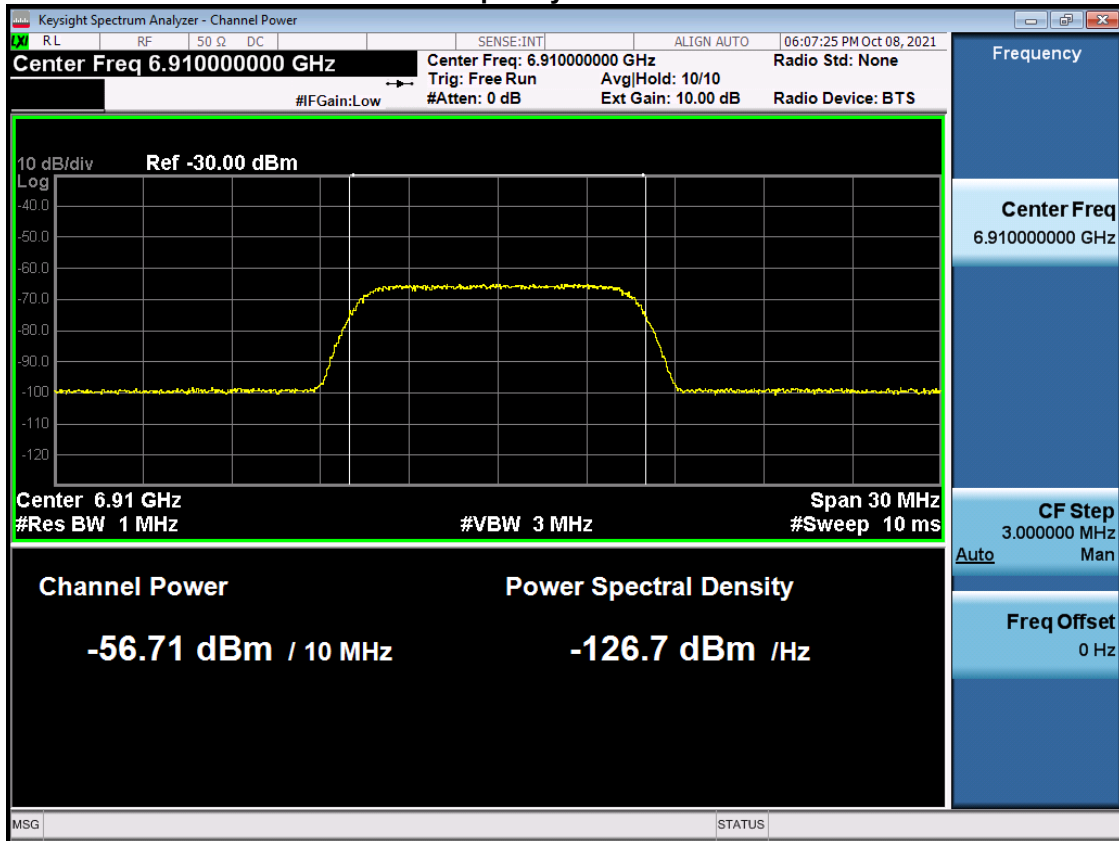 Keysight Spectrum Analyzer - Channel Power
LXI RL RF 50 Ω DC SENSE:INT ALIGN AUTO 06:07:25 PM Oct 08, 2021
Center Freq 6.910000000 GHz
Center Freq: 6.910000000 GHz Radio Std: None
Trig: Free Run Avg|Hold: 10/10
#IFGain:Low #Atten: 0 dB Ext Gain: 10.00 dB Radio Device: BTS
10 dB/div Ref -30.00 dBm
Log
-40.0
-50.0
-60.0
-70.0
-80.0
-90.0
-100
-110
-120
Center 6.91 GHz Span 30 MHz
#Res BW 1 MHz #VBW 3 MHz #Sweep 10 ms
Channel Power Power Spectral Density
-56.71 dBm / 10 MHz -126.7 dBm /Hz
Frequency
Center Freq
6.910000000 GHz
CF Step
3.000000 MHz
Auto Man
Freq Offset
0 Hz
MSG STATUS